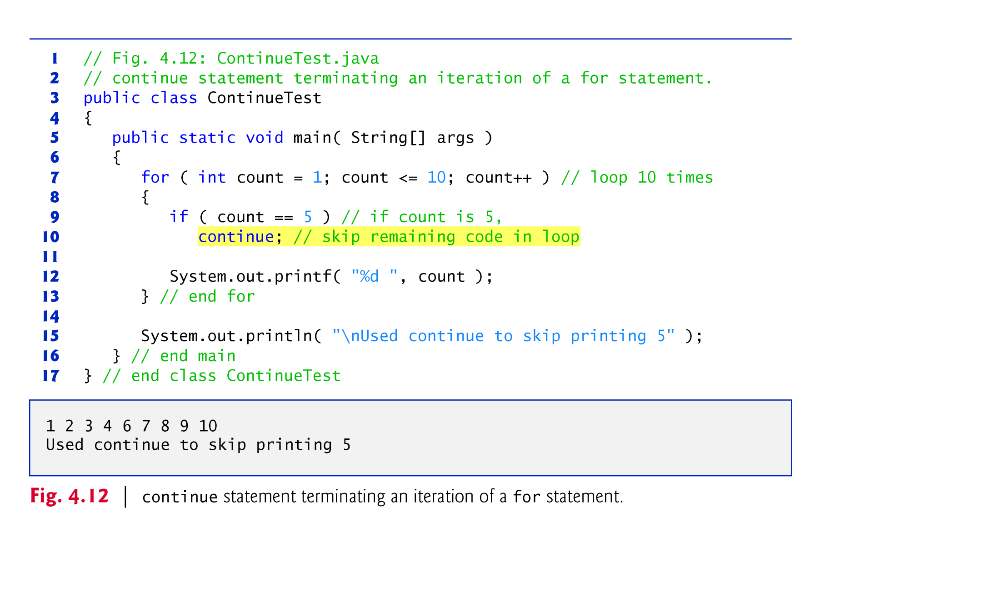 1 // Fig. 4.12: ContinueTest.java
2 // continue statement terminating an iteration of a for statement.
3 public class ContinueTest
4 {
5    public static void main( String[] args )
6    {
7       for ( int count = 1; count <= 10; count++ ) // loop 10 times
8       {
9          if ( count == 5 ) // if count is 5,
10             continue; // skip remaining code in loop
11
12          System.out.printf( "%d ", count );
13       } // end for
14
15       System.out.println( "\nUsed continue to skip printing 5" );
16    } // end main
17 } // end class ContinueTest
1 2 3 4 6 7 8 9 10
Used continue to skip printing 5
Fig. 4.12 | continue statement terminating an iteration of a for statement.